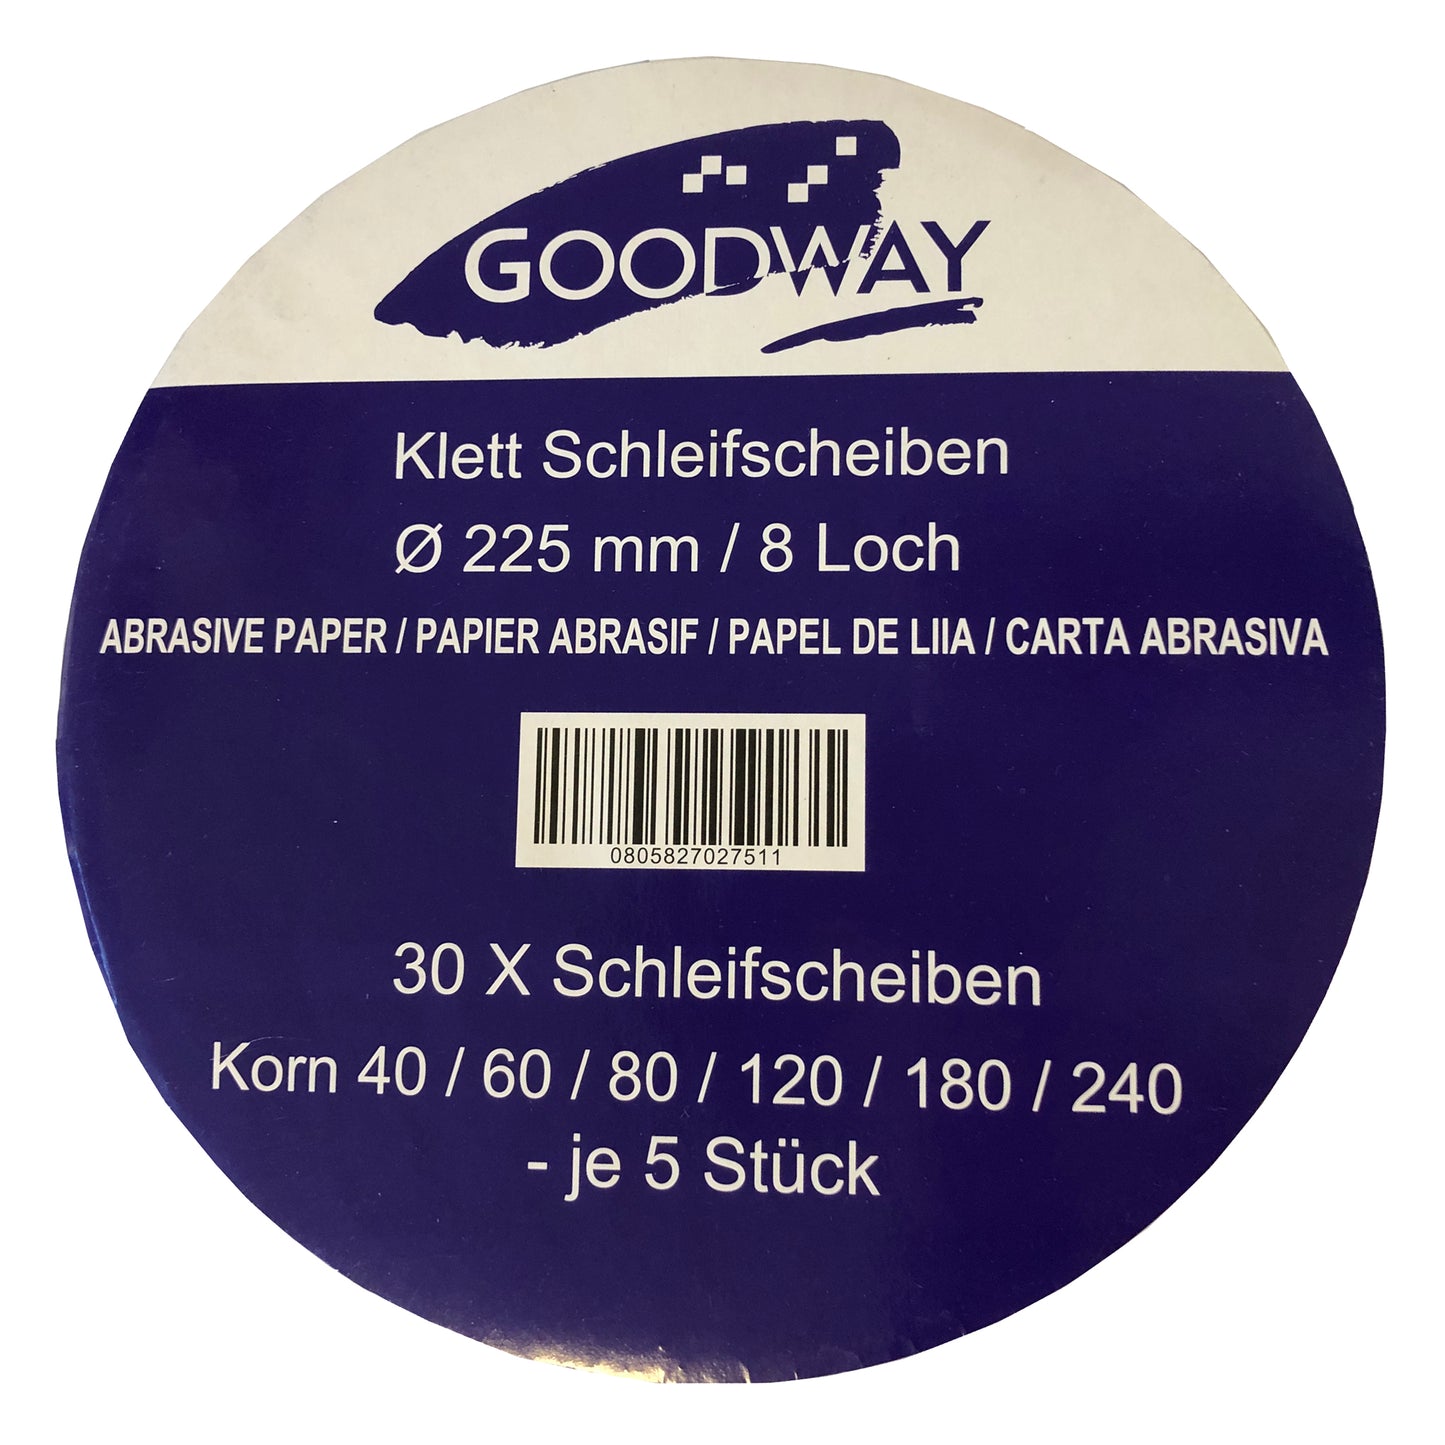 GOODWAY
Klett Schleifscheiben
Ø 225 mm / 8 Loch
ABRASIVE PAPER / PAPIER ABRASIF / PAPEL DE LIIA / CARTA ABRASIVA
0805827027511
30 X Schleifscheiben
Korn 40 / 60 / 80 / 120 / 180 / 240
- je 5 Stück